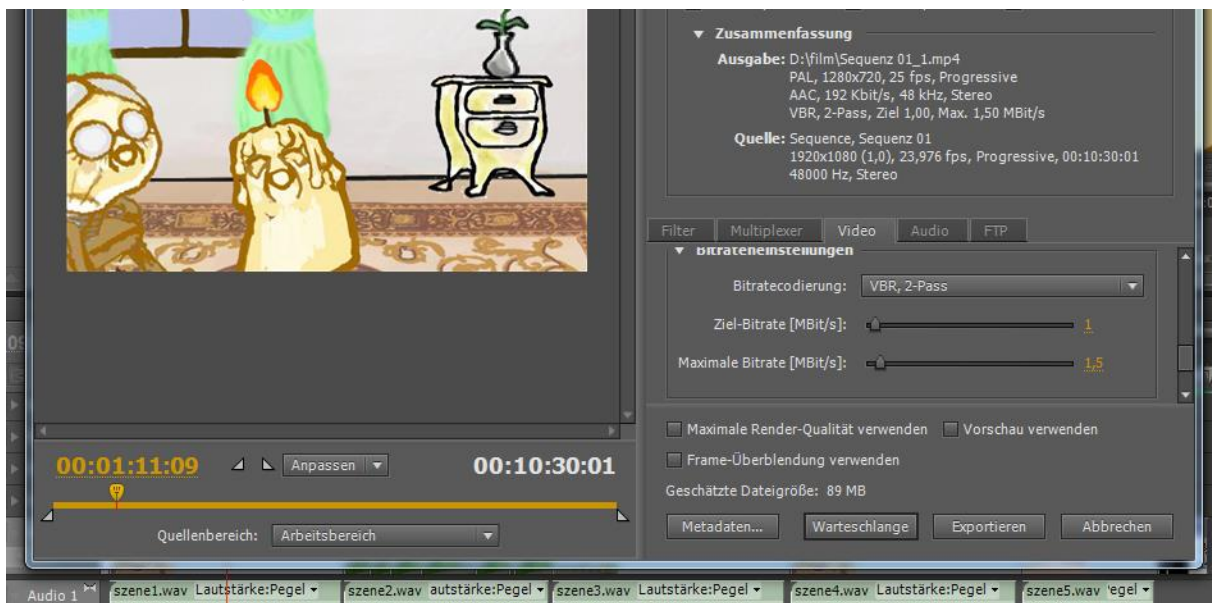 Zusammenfassung
Ausgabe: D:\film\Sequenz 01_1.mp4
PAL, 1280x720, 25 fps, Progressive
AAC, 192 Kbit/s, 48 kHz, Stereo
VBR, 2-Pass, Ziel 1,00, Max. 1,50 MBit/s
Quelle: Sequence, Sequenz 01
1920x1080 (1,0), 23,976 fps, Progressive, 00:10:30:01
48000 Hz, Stereo
Filter Multiplexer Video Audio FTP
Bitrateneinstellungen
Bitratecodierung: VBR, 2-Pass
Ziel-Bitrate [MBit/s]: 1
Maximale Bitrate [MBit/s]: 1,5
Maximale Render-Qualität verwenden Vorschau verwenden
Frame-Überblendung verwenden
Geschätzte Dateigröße: 89 MB
Metadaten... Warteschlange Exportieren Abbrechen
00:01:11:09 Anpassen 00:10:30:01
Quellenbereich: Arbeitsbereich
Audio 1 szene1.wav Lautstärke:Pegel szene2.wav autstärke:Pegel szene3.wav Lautstärke:Pegel szene4.wav Lautstärke:Pegel szene5.wav egel